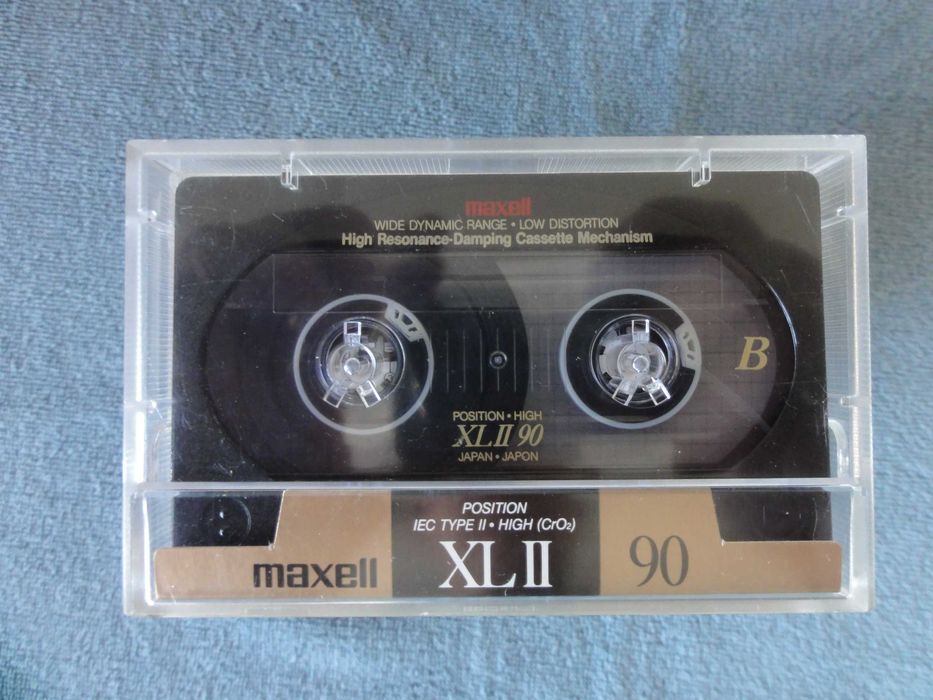 maxell
WIDE DYNAMIC RANGE • LOW DISTORTION
High Resonance-Damping Cassette Mechanism
B
POSITION • HIGH
XL II 90
JAPAN • JAPON
POSITION
IEC TYPE II • HIGH (CrO₂)
maxell XL II 90